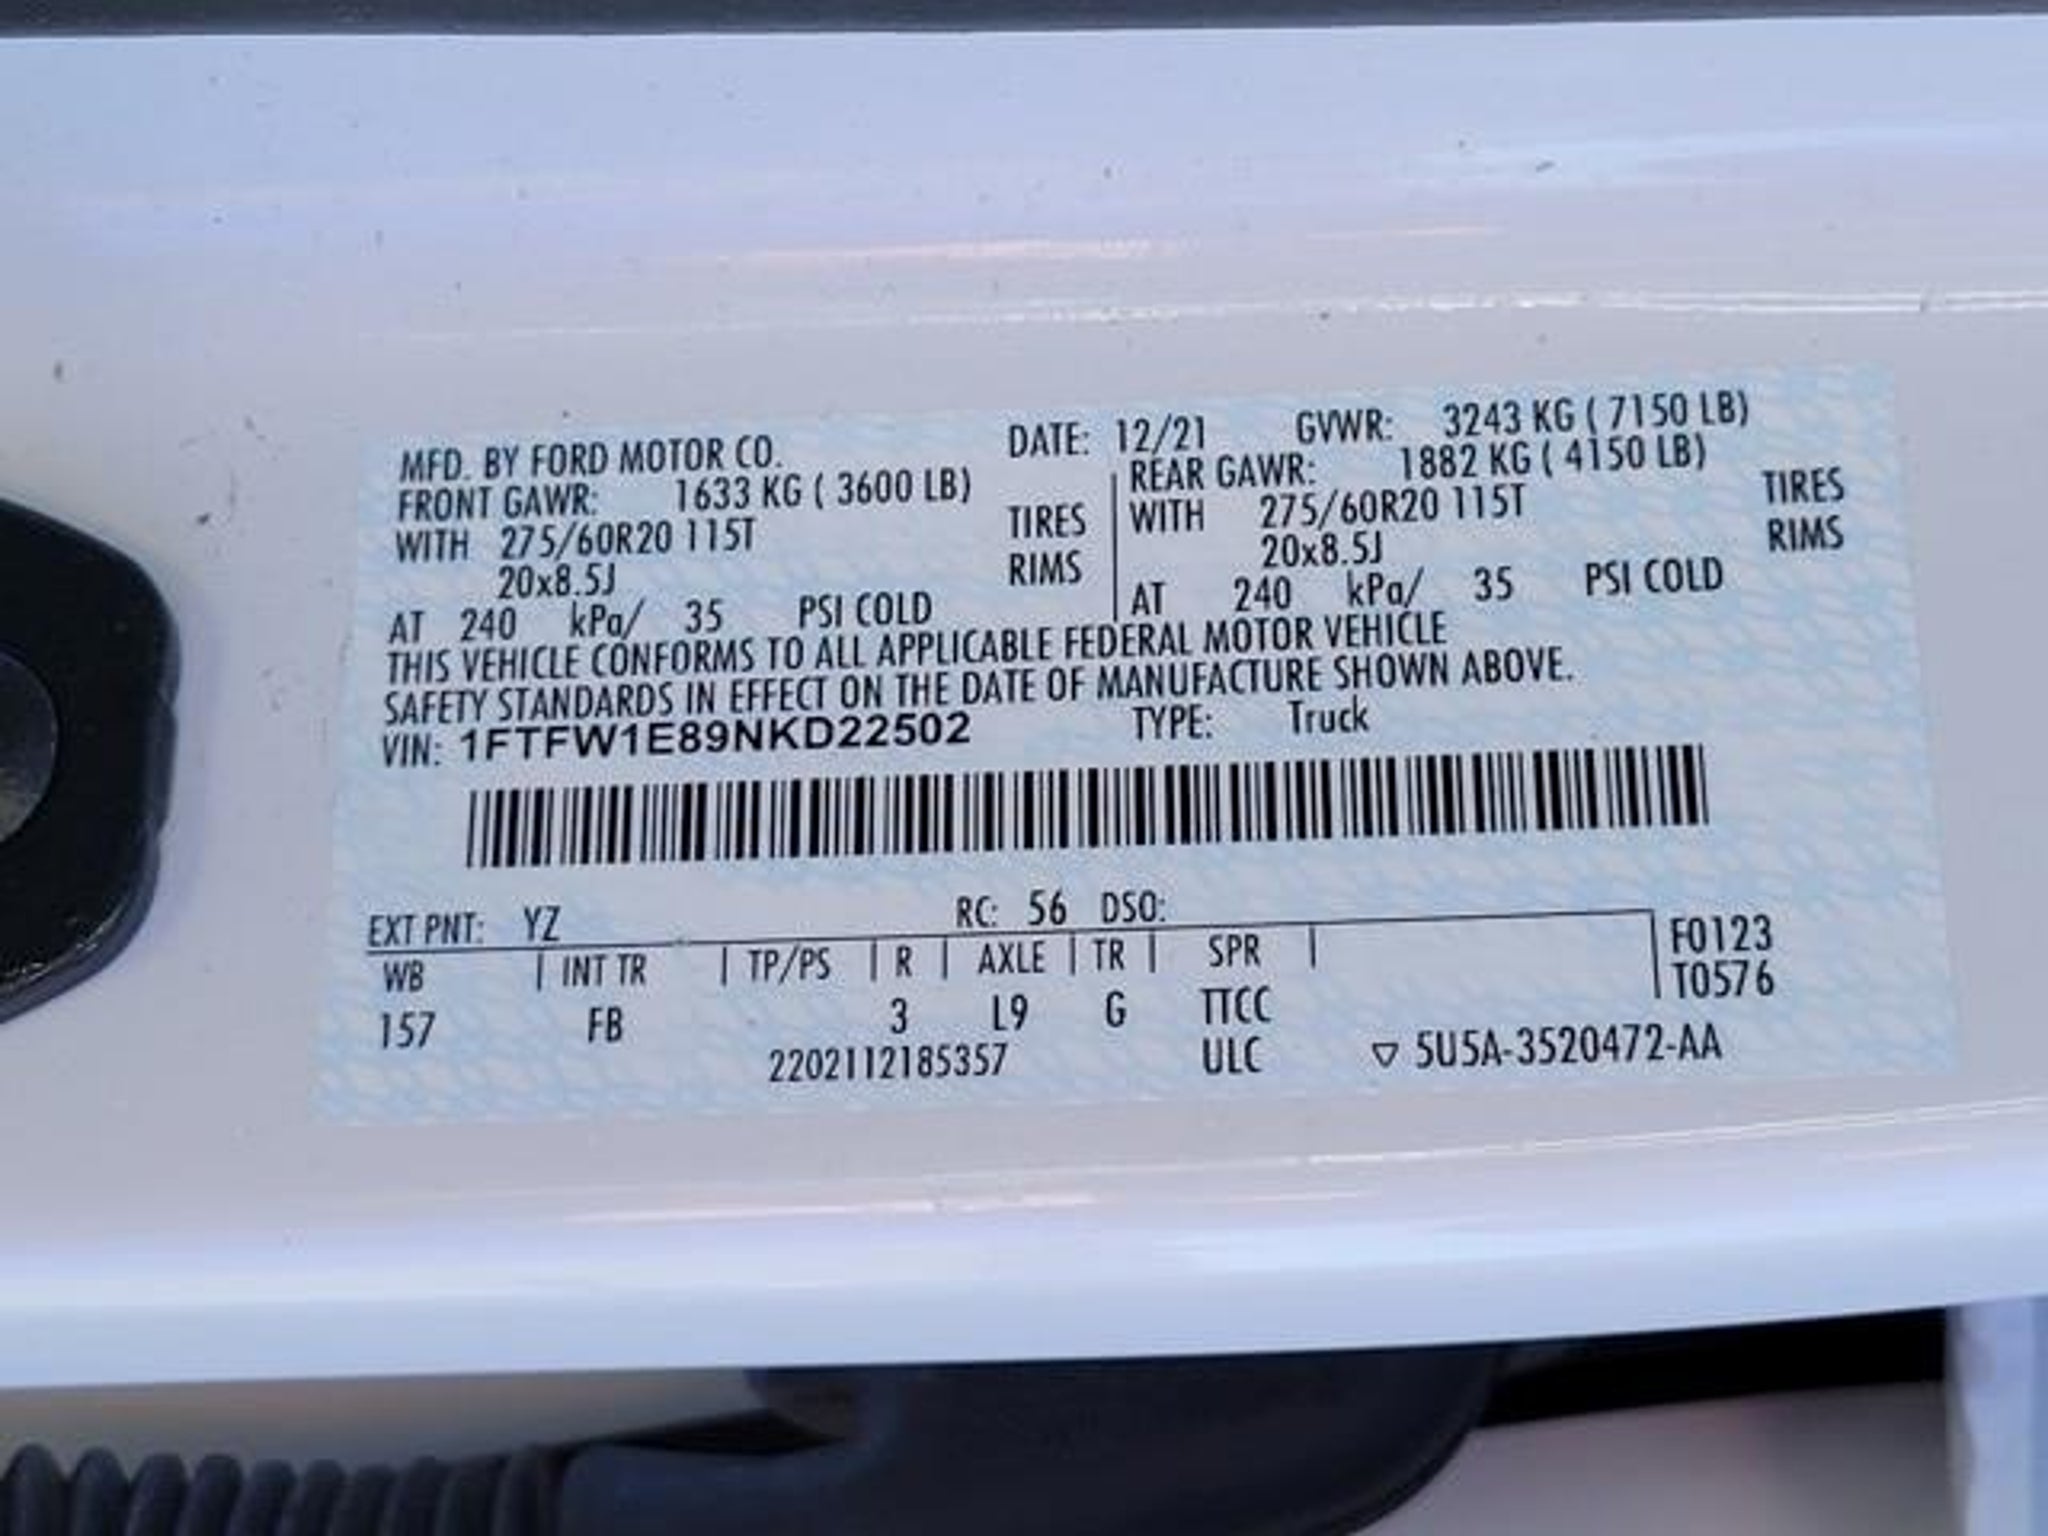 MFD. BY FORD MOTOR CO. DATE: 12/21 GVWR: 3243 KG ( 7150 LB)
FRONT GAWR: 1633 KG ( 3600 LB) REAR GAWR: 1882 KG ( 4150 LB)
WITH 275/60R20 115T TIRES WITH 275/60R20 115T TIRES
20x8.5J RIMS 20x8.5J RIMS
AT 240 kPa/ 35 PSI COLD AT 240 kPa/ 35 PSI COLD
THIS VEHICLE CONFORMS TO ALL APPLICABLE FEDERAL MOTOR VEHICLE
SAFETY STANDARDS IN EFFECT ON THE DATE OF MANUFACTURE SHOWN ABOVE.
VIN: 1FTFW1E89NKD22502 TYPE: Truck
EXT PNT: YZ RC: 56 DSO:
WB INT TR TP/PS R AXLE TR SPR F0123
T0576
157 FB 3 L9 G TTCC
2202112185357 ULC ▽ 5U5A-3520472-AA